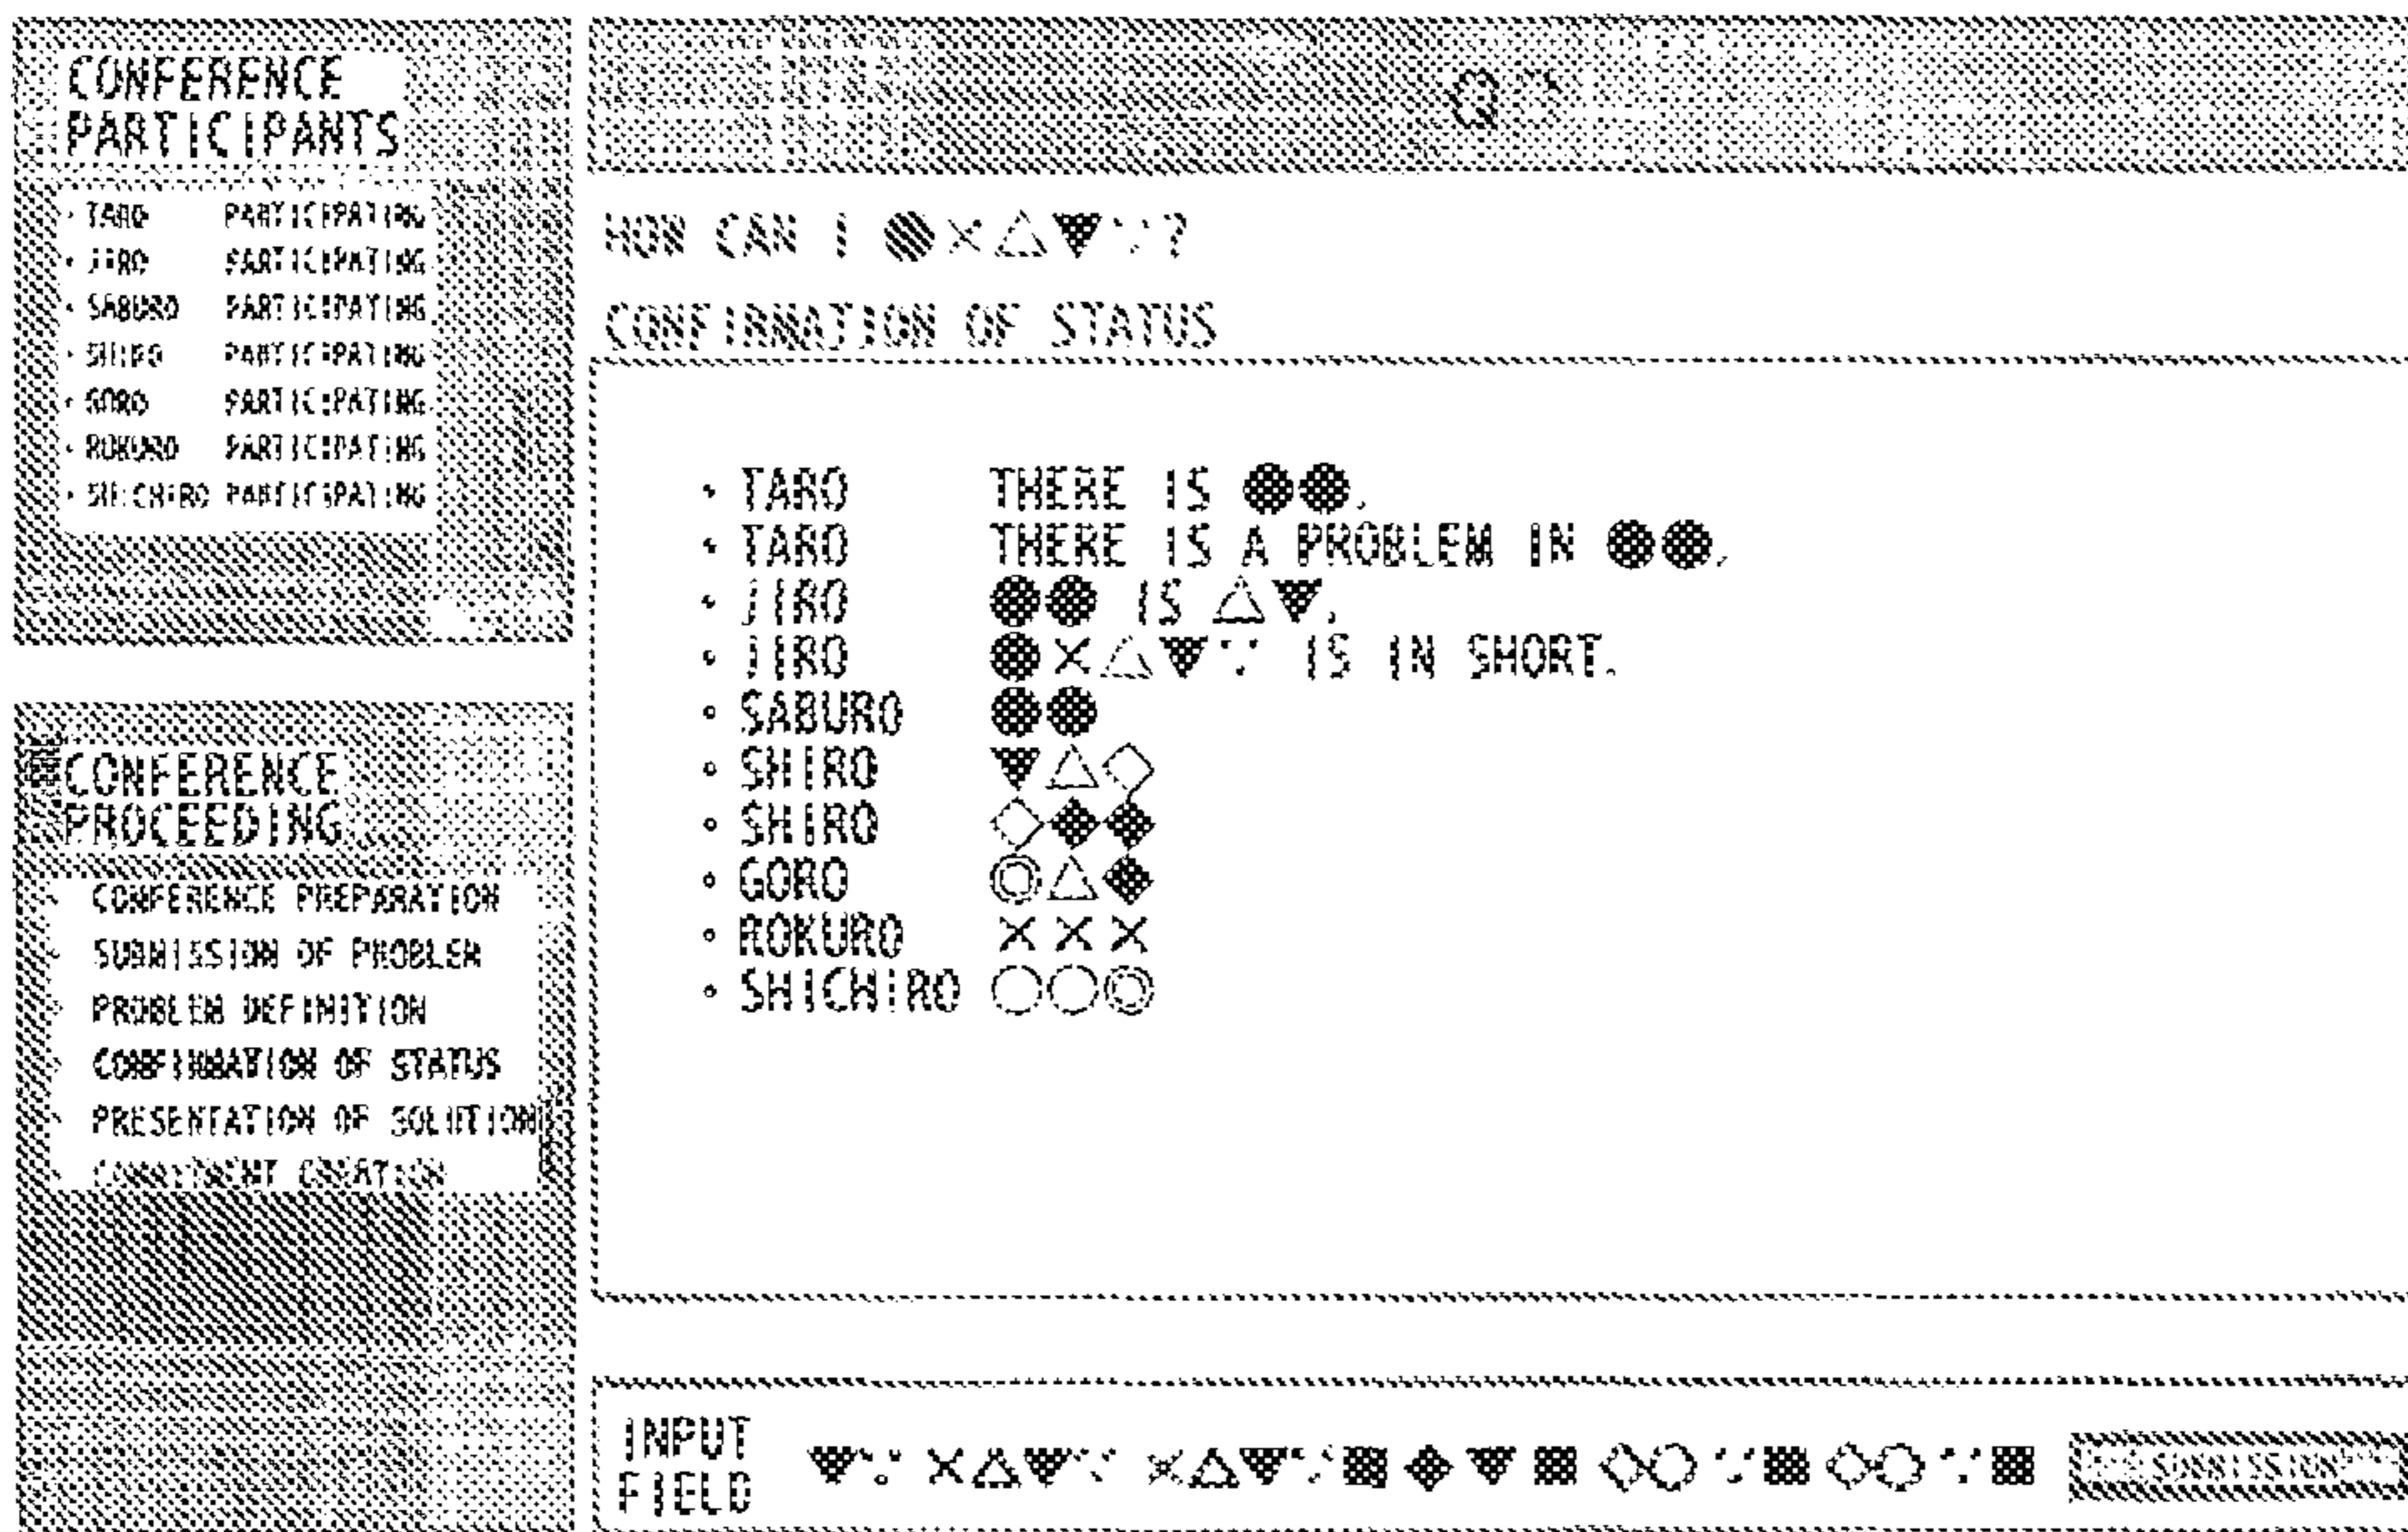 CONFERENCE
PARTICIPANTS
・TARO PARTICIPATING
・JIRO PARTICIPATING
・SABURO PARTICIPATING
・SHIRO PARTICIPATING
・GORO PARTICIPATING
・ROKURO PARTICIPATING
・SHICHIRO PARTICIPATING
CONFERENCE
PROCEEDING
CONFERENCE PREPARATION
SUBMISSION OF PROBLEM
PROBLEM DEFINITION
CONFIRMATION OF STATUS
PRESENTATION OF SOLUTION
CREATION
Q
HOW CAN I ●×△▼∵?
CONFIRMATION OF STATUS
・TARO THERE IS ●●.
・TARO THERE IS A PROBLEM IN ●●.
・JIRO ●● IS △▼.
・JIRO ●×△▼∵ IS IN SHORT.
・SABURO ●●
・SHIRO ▼△◇
・SHIRO ◇◆◆
・GORO ◎△◆
・ROKURO ×××
・SHICHIRO ○○◎
INPUT
FIELD
▼∵ ×△▼∵ ×△▼∵■◆▼■◇○∵■◇○∵■
SUBMISSION